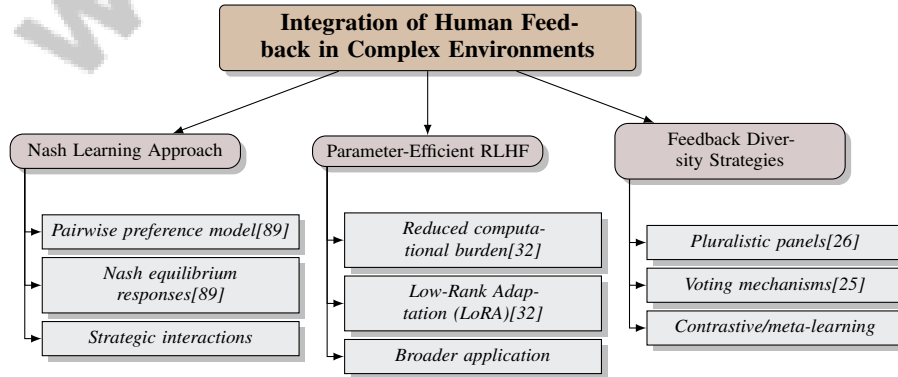 Integration of Human Feed-
back in Complex Environments
Nash Learning Approach
Pairwise preference model[89]
Nash equilibrium
responses[89]
Strategic interactions
Parameter-Efficient RLHF
Reduced computa-
tional burden[32]
Low-Rank Adap-
tation (LoRA)[32]
Broader application
Feedback Diver-
sity Strategies
Pluralistic panels[26]
Voting mechanisms[25]
Contrastive/meta-learning